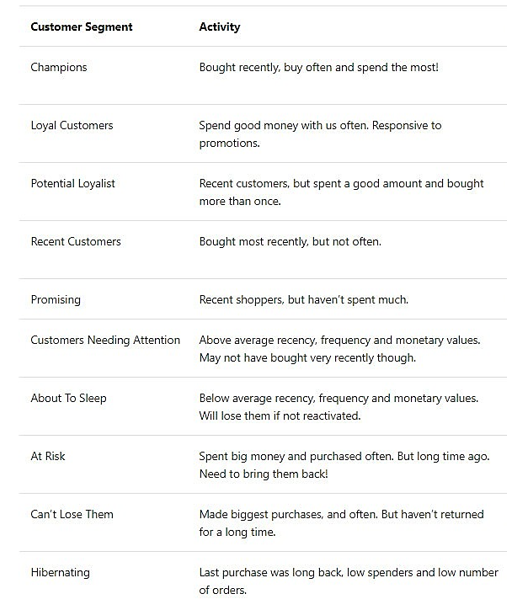 Customer Segment Activity
Champions Bought recently, buy often and spend the most!
Loyal Customers Spend good money with us often. Responsive to
promotions.
Potential Loyalist Recent customers, but spent a good amount and bought
more than once.
Recent Customers Bought most recently, but not often.
Promising Recent shoppers, but haven't spent much.
Customers Needing Attention Above average recency, frequency and monetary values.
May not have bought very recently though.
About To Sleep Below average recency, frequency and monetary values.
Will lose them if not reactivated.
At Risk Spent big money and purchased often. But long time ago.
Need to bring them back!
Can't Lose Them Made biggest purchases, and often. But haven't returned
for a long time.
Hibernating Last purchase was long back, low spenders and low number
of orders.